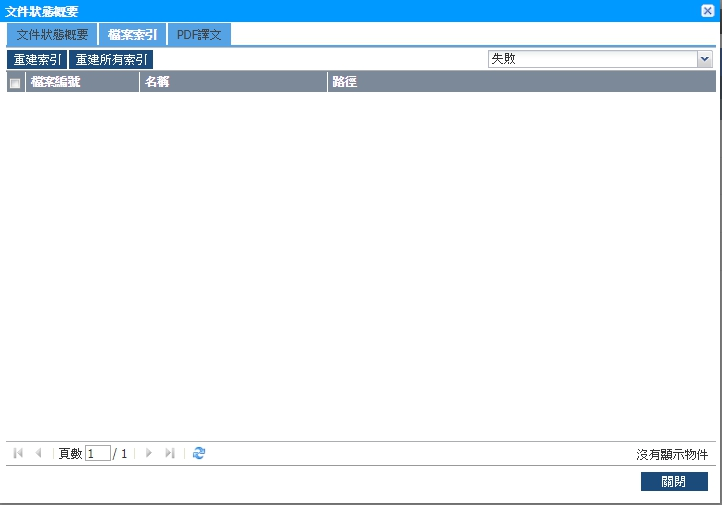 文件狀態概要
文件狀態概要 檔案索引 PDF譯文
重建索引 重建所有索引 失敗
檔案編號 名稱 路徑
頁數 1 / 1 沒有顯示物件
關閉